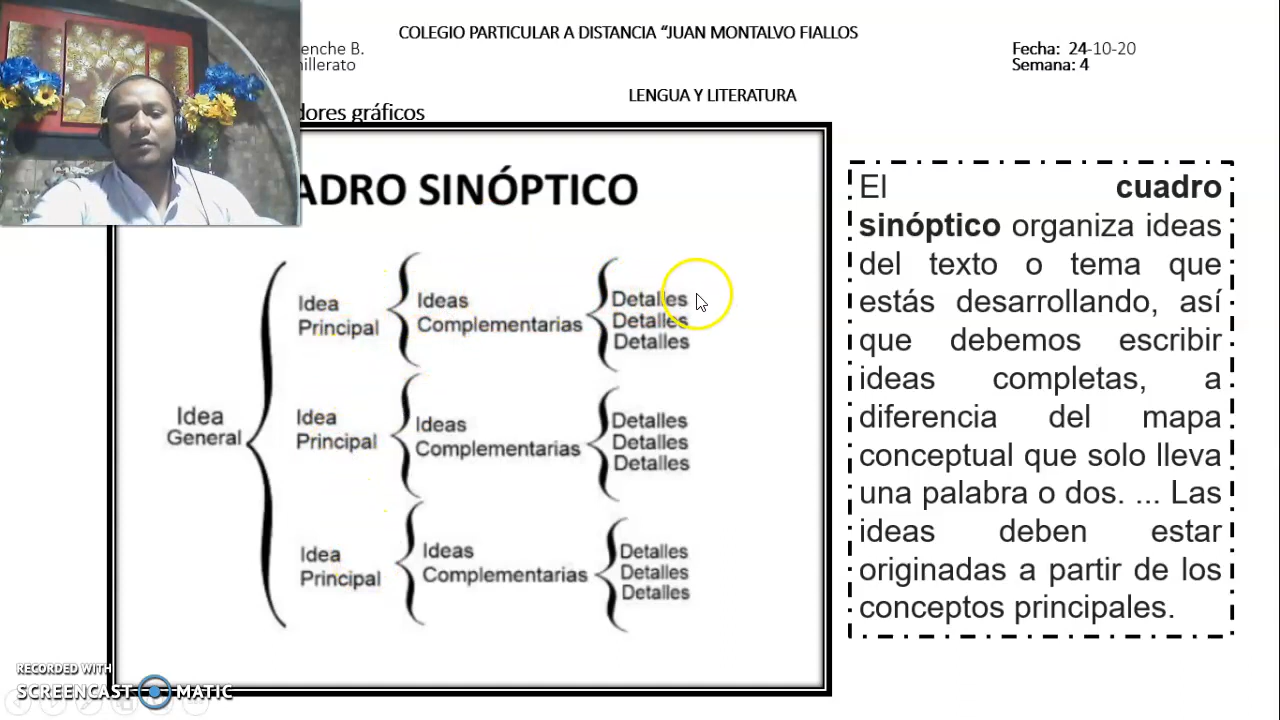 COLEGIO PARTICULAR A DISTANCIA “JUAN MONTALVO FIALLOS
enche B.
illerato
Fecha: 24-10-20
Semana: 4
LENGUA Y LITERATURA
dores gráficos
ADRO SINÓPTICO
Idea
General
Idea
Principal
Ideas
Complementarias
Detalles
Detalles
Detalles
Idea
Principal
Ideas
Complementarias
Detalles
Detalles
Detalles
Idea
Principal
Ideas
Complementarias
Detalles
Detalles
Detalles
El cuadro
sinóptico organiza ideas
del texto o tema que
estás desarrollando, así
que debemos escribir
ideas completas, a
diferencia del mapa
conceptual que solo lleva
una palabra o dos. ... Las
ideas deben estar
originadas a partir de los
conceptos principales.
RECORDED WITH
SCREENCAST MATIC